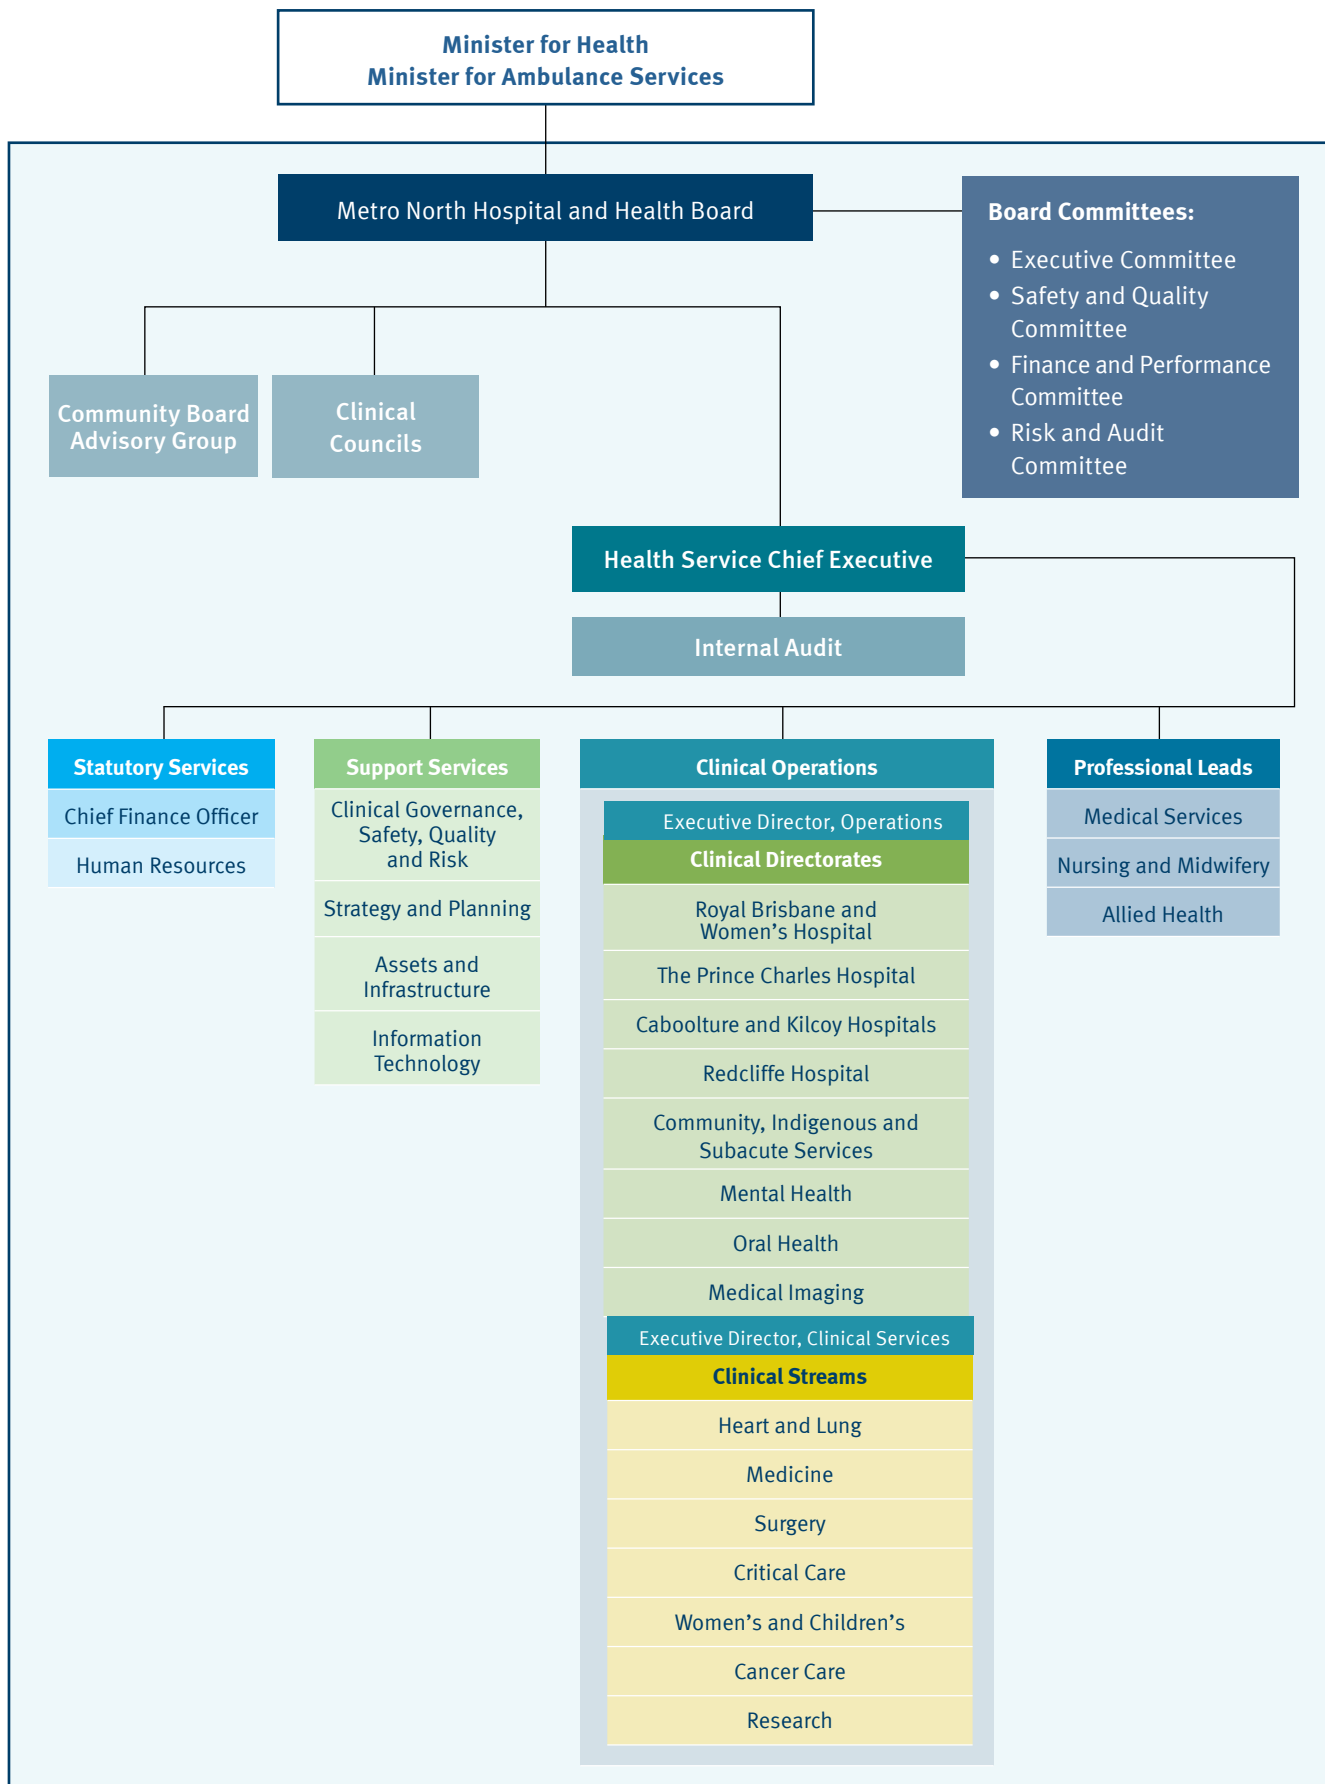 Minister for Health
Minister for Ambulance Services
Metro North Hospital and Health Board
Board Committees:
• Executive Committee
• Safety and Quality
Committee
• Finance and Performance
Committee
• Risk and Audit
Committee
Community Board
Advisory Group
Clinical
Councils
Health Service Chief Executive
Internal Audit
Statutory Services
Chief Finance Officer
Human Resources
Support Services
Clinical Governance,
Safety, Quality
and Risk
Strategy and Planning
Assets and
Infrastructure
Information
Technology
Clinical Operations
Executive Director, Operations
Clinical Directorates
Royal Brisbane and
Women’s Hospital
The Prince Charles Hospital
Caboolture and Kilcoy Hospitals
Redcliffe Hospital
Community, Indigenous and
Subacute Services
Mental Health
Oral Health
Medical Imaging
Executive Director, Clinical Services
Clinical Streams
Heart and Lung
Medicine
Surgery
Critical Care
Women’s and Children’s
Cancer Care
Research
Professional Leads
Medical Services
Nursing and Midwifery
Allied Health